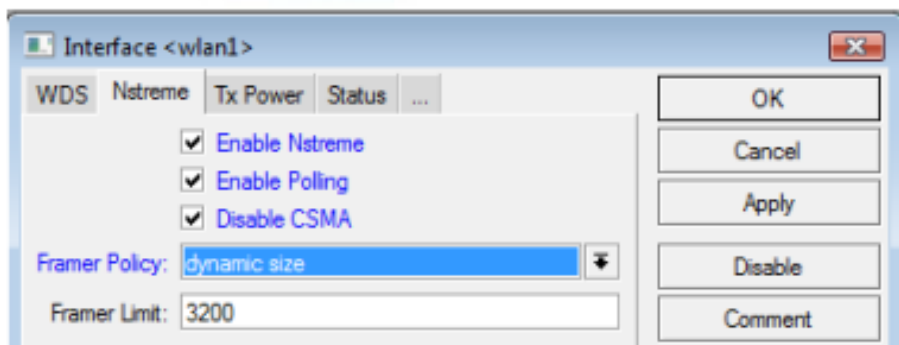 Interface <wlan1>
WDS Nstreme Tx Power Status ...
Enable Nstreme
Enable Polling
Disable CSMA
Framer Policy: dynamic size
Framer Limit: 3200
OK
Cancel
Apply
Disable
Comment